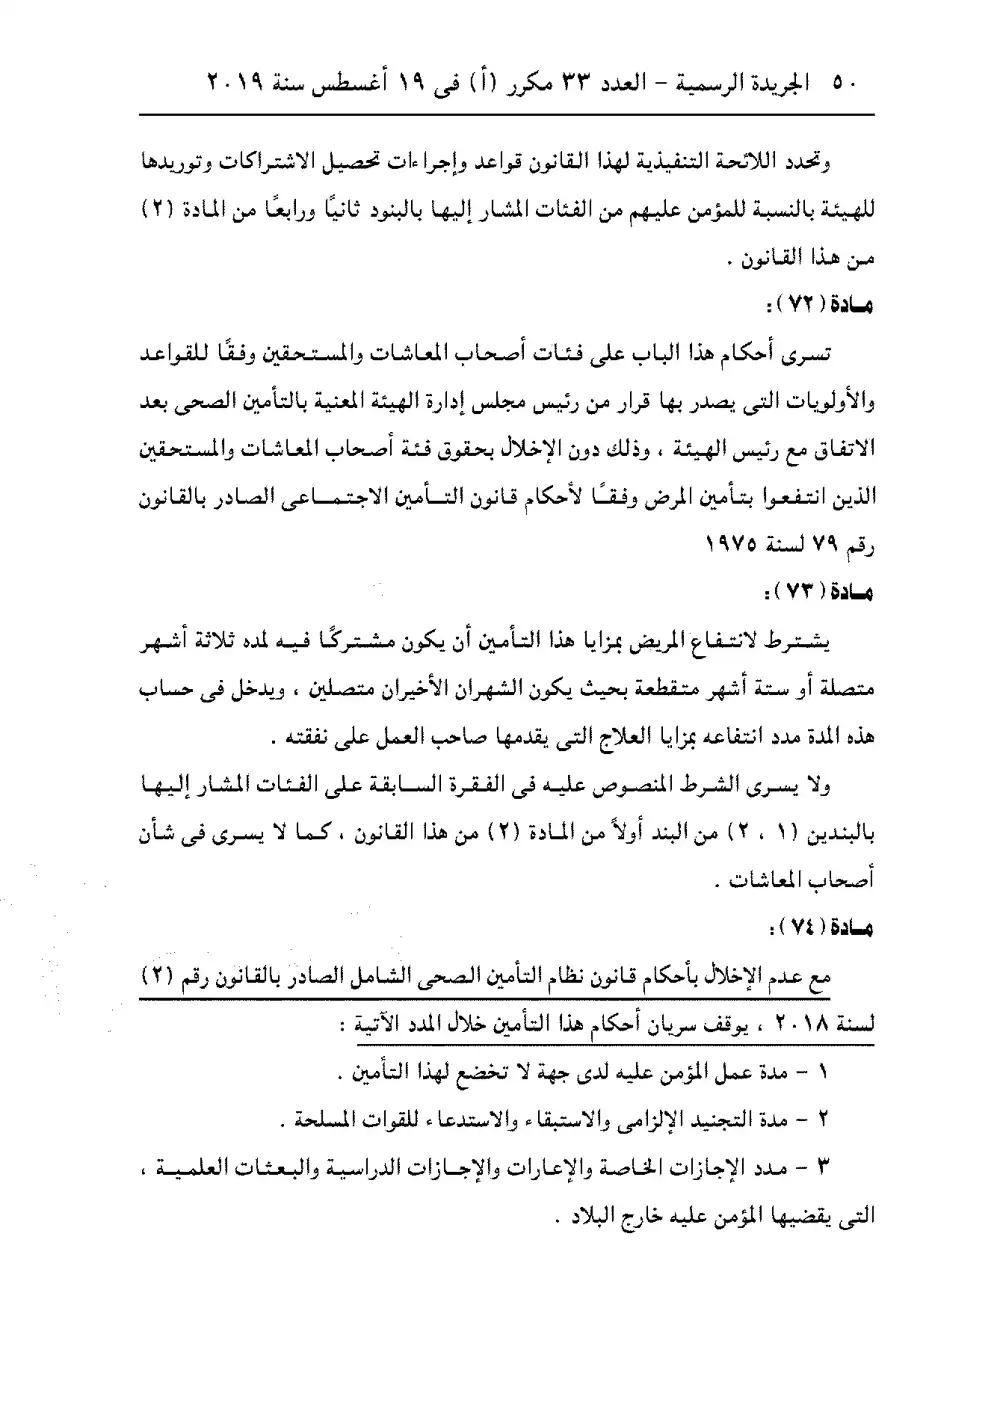 ٥٠ الجريدة الرسمية – العدد ٣٣ مكرر (أ) فى ١٩ أغسطس سنة ٢٠١٩
وتحدد اللائحة التنفيذية لهذا القانون قواعد وإجراءات تحصيل الاشتراكات وتوريدها
للهيئة بالنسبة للمؤمن عليهم من الفئات المشار إليها بالبنود ثانيًا ورابعًا من المادة (٢)
من هذا القانون .
مادة (٧٢) :
تسرى أحكام هذا الباب على فئات أصحاب المعاشات والمستحقين وفقًا للقواعد
والأولويات التى يصدر بها قرار من رئيس مجلس إدارة الهيئة المعنية بالتأمين الصحى بعد
الاتفاق مع رئيس الهيئة ، وذلك دون الإخلال بحقوق فئة أصحاب المعاشات والمستحقين
الذين انتفعوا بتأمين المرض وفقًا لأحكام قانون التأمين الاجتماعى الصادر بالقانون
رقم ٧٩ لسنة ١٩٧٥
مادة (٧٣) :
يشترط لانتفاع المريض بمزايا هذا التأمين أن يكون مشتركًا فيه لمده ثلاثة أشهر
متصلة أو ستة أشهر متقطعة بحيث يكون الشهران الأخيران متصلين ، ويدخل فى حساب
هذه المدة مدد انتفاعه بمزايا العلاج التى يقدمها صاحب العمل على نفقته .
ولا يسرى الشرط المنصوص عليه فى الفقرة السابقة على الفئات المشار إليها
بالبندين (١ ، ٢) من البند أولاً من المادة (٢) من هذا القانون ، كما لا يسرى فى شأن
أصحاب المعاشات .
مادة (٧٤) :
مع عدم الإخلال بأحكام قانون نظام التأمين الصحى الشامل الصادر بالقانون رقم (٢)
لسنة ٢٠١٨ ، يوقف سريان أحكام هذا التأمين خلال المدد الآتية :
١ – مدة عمل المؤمن عليه لدى جهة لا تخضع لهذا التأمين .
٢ – مدة التجنيد الإلزامى والاستبقاء والاستدعاء للقوات المسلحة .
٣ – مدد الإجازات الخاصة والإعارات والإجازات الدراسية والبعثات العلمية ،
التى يقضيها المؤمن عليه خارج البلاد .